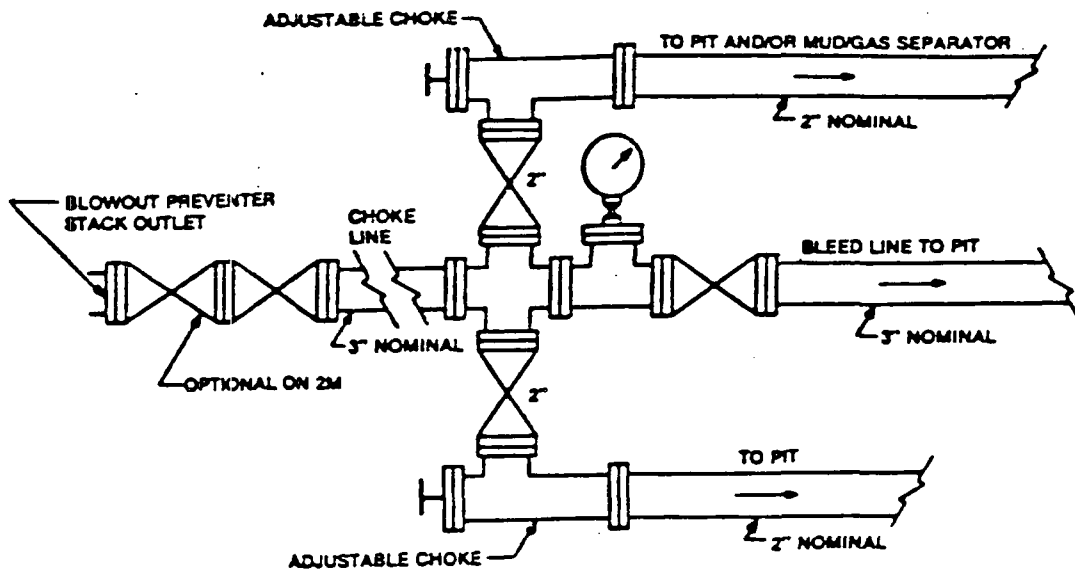 ADJUSTABLE CHOKE
TO PIT AND/OR MUD/GAS SEPARATOR
2" NOMINAL
2"
BLOWOUT PREVENTER
STACK OUTLET
CHOKE
LINE
BLEED LINE TO PIT
3" NOMINAL
3" NOMINAL
OPTIONAL ON 2M
2"
TO PIT
2" NOMINAL
ADJUSTABLE CHOKE